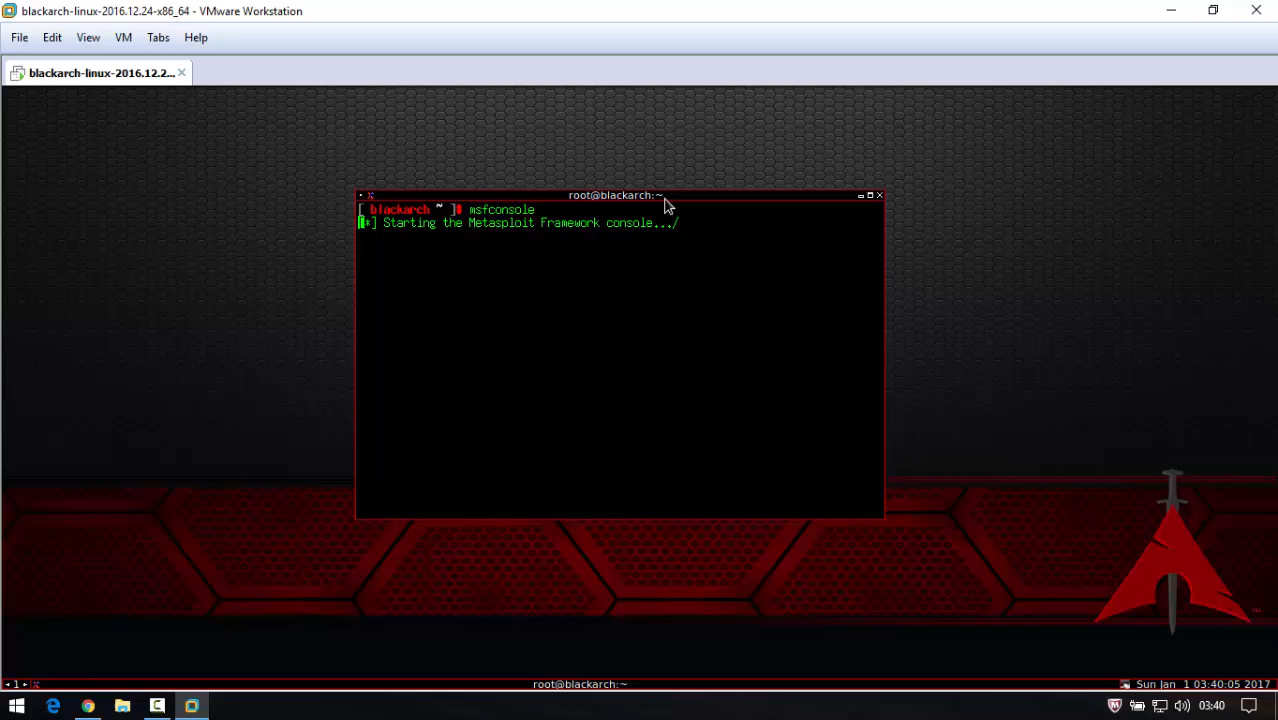 blackarch-linux-2016.12.24-x86_64 - VMware Workstation
File Edit View VM Tabs Help
blackarch-linux-2016.12.2...
root@blackarch:~
[ blackarch ~ ]# msfconsole
[*] Starting the Metasploit Framework console.../
1
root@blackarch:~
Sun Jan 1 03:40:05 2017
03:40